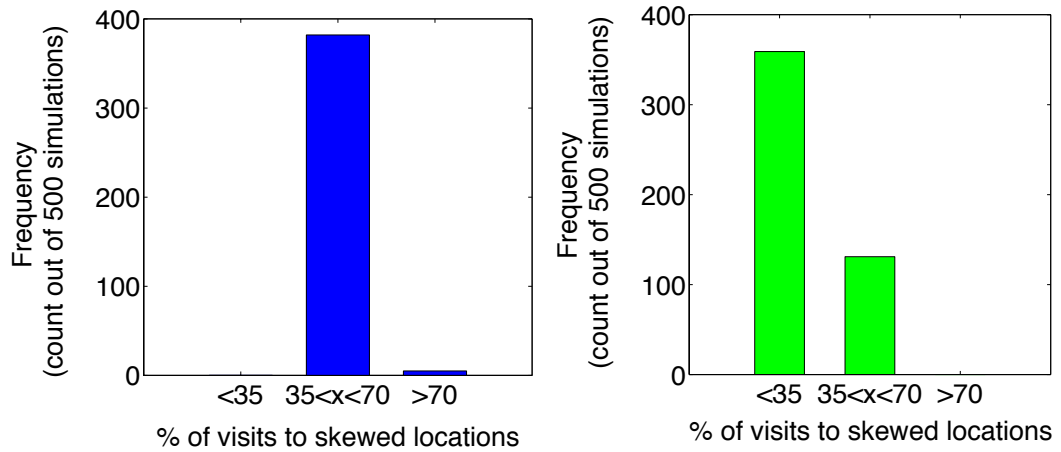 Frequency
(count out of 500 simulations)
400
300
200
100
0
<35 35<x<70 >70
% of visits to skewed locations
Frequency
(count out of 500 simulations)
400
300
200
100
0
<35 35<x<70 >70
% of visits to skewed locations